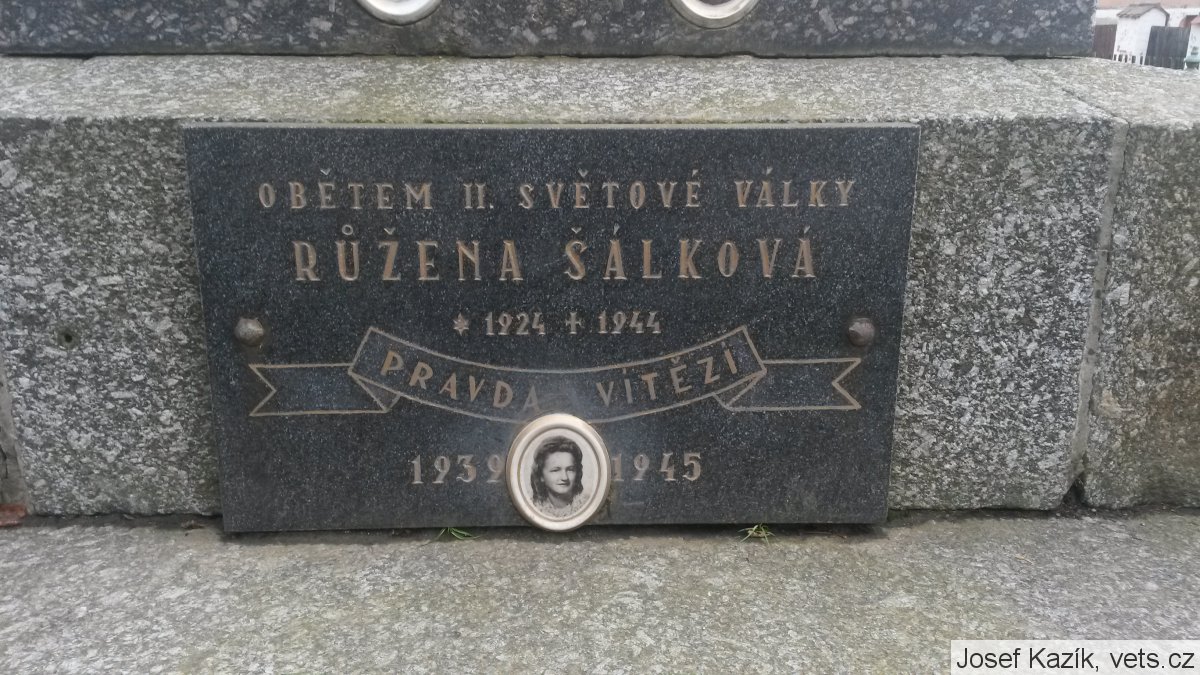 OBĚTEM II. SVĚTOVÉ VÁLKY
RŮŽENA ŠÁLKOVÁ
* 1924 + 1944
PRAVDA VÍTĚZÍ
1939 1945
Josef Kazík, vets.cz